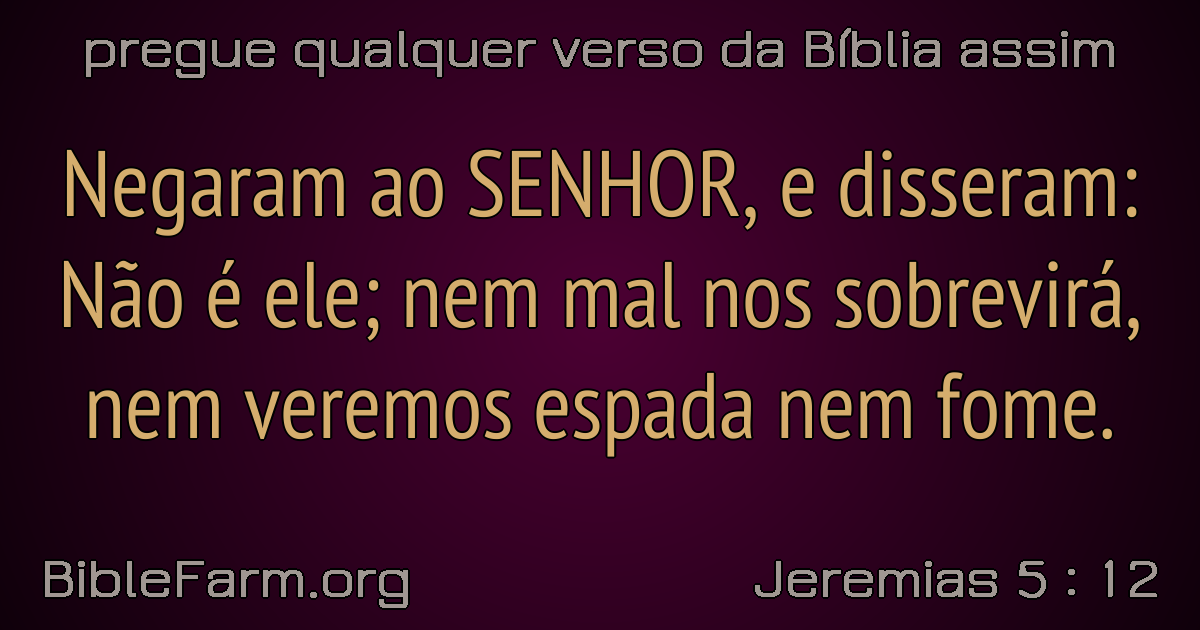 pregue qualquer verso da Bíblia assim
Negaram ao SENHOR, e disseram:
Não é ele; nem mal nos sobrevirá,
nem veremos espada nem fome.
BibleFarm.org
Jeremias 5 : 12